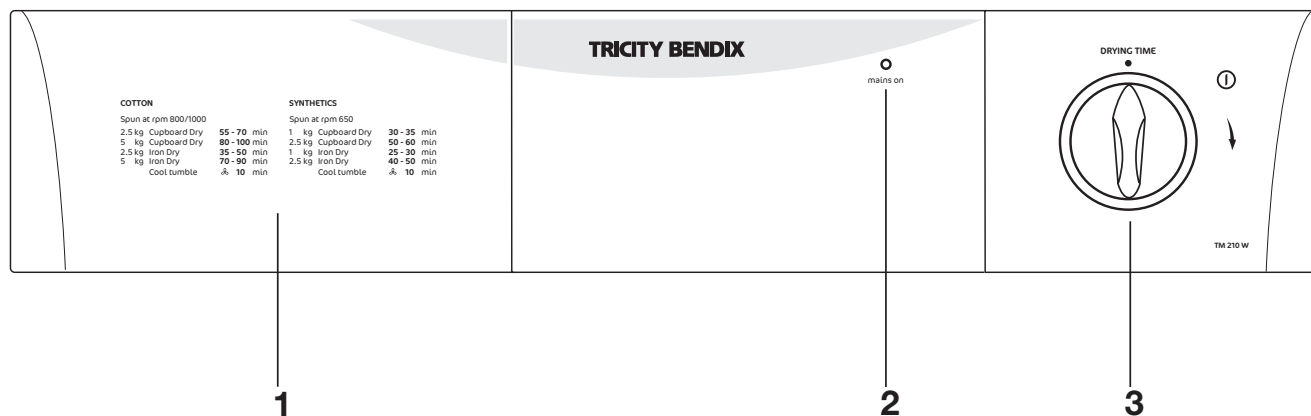 TRICITY BENDIX
mains on
DRYING TIME
COTTON
Spun at rpm 800/1000
2.5 kg Cupboard Dry 55 - 70 min
5 kg Cupboard Dry 80 - 100 min
2.5 kg Iron Dry 35 - 50 min
5 kg Iron Dry 70 - 90 min
Cool tumble 10 min
SYNTHETICS
Spun at rpm 650
1 kg Cupboard Dry 30 - 35 min
2.5 kg Cupboard Dry 50 - 60 min
1 kg Iron Dry 25 - 30 min
2.5 kg Iron Dry 40 - 50 min
Cool tumble 10 min
TM 210 W
1
2
3